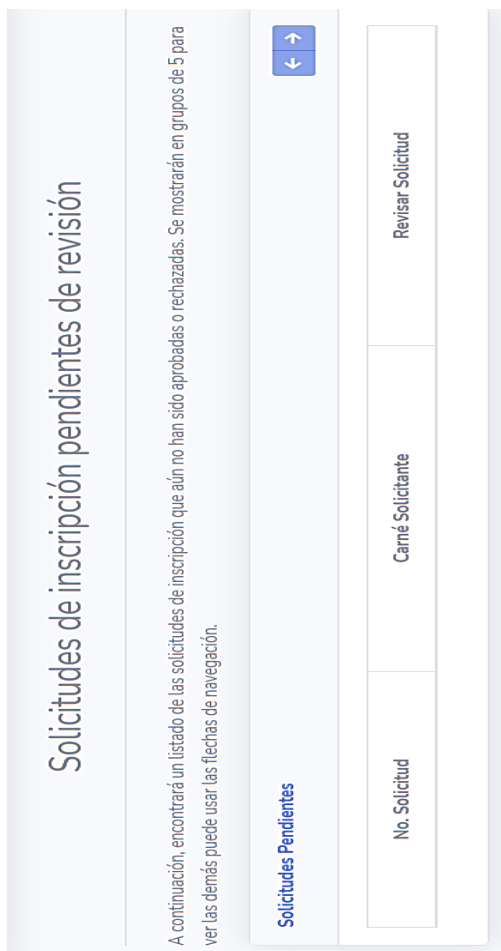 Solicitudes de inscripción pendientes de revisión
A continuación, encontrará un listado de las solicitudes de inscripción que aún no han sido aprobadas o rechazadas. Se mostrarán en grupos de 5 para
ver las demás puede usar las flechas de navegación.
Solicitudes Pendientes
No. Solicitud
Carné Solicitante
Revisar Solicitud